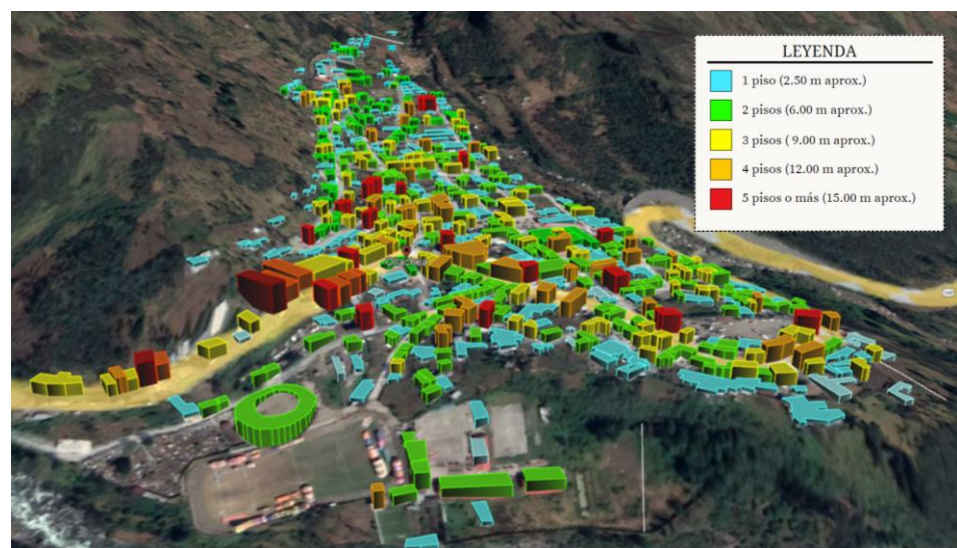 LEYENDA
1 piso (2.50 m aprox.)
2 pisos (6.00 m aprox.)
3 pisos ( 9.00 m aprox.)
4 pisos (12.00 m aprox.)
5 pisos o más (15.00 m aprox.)